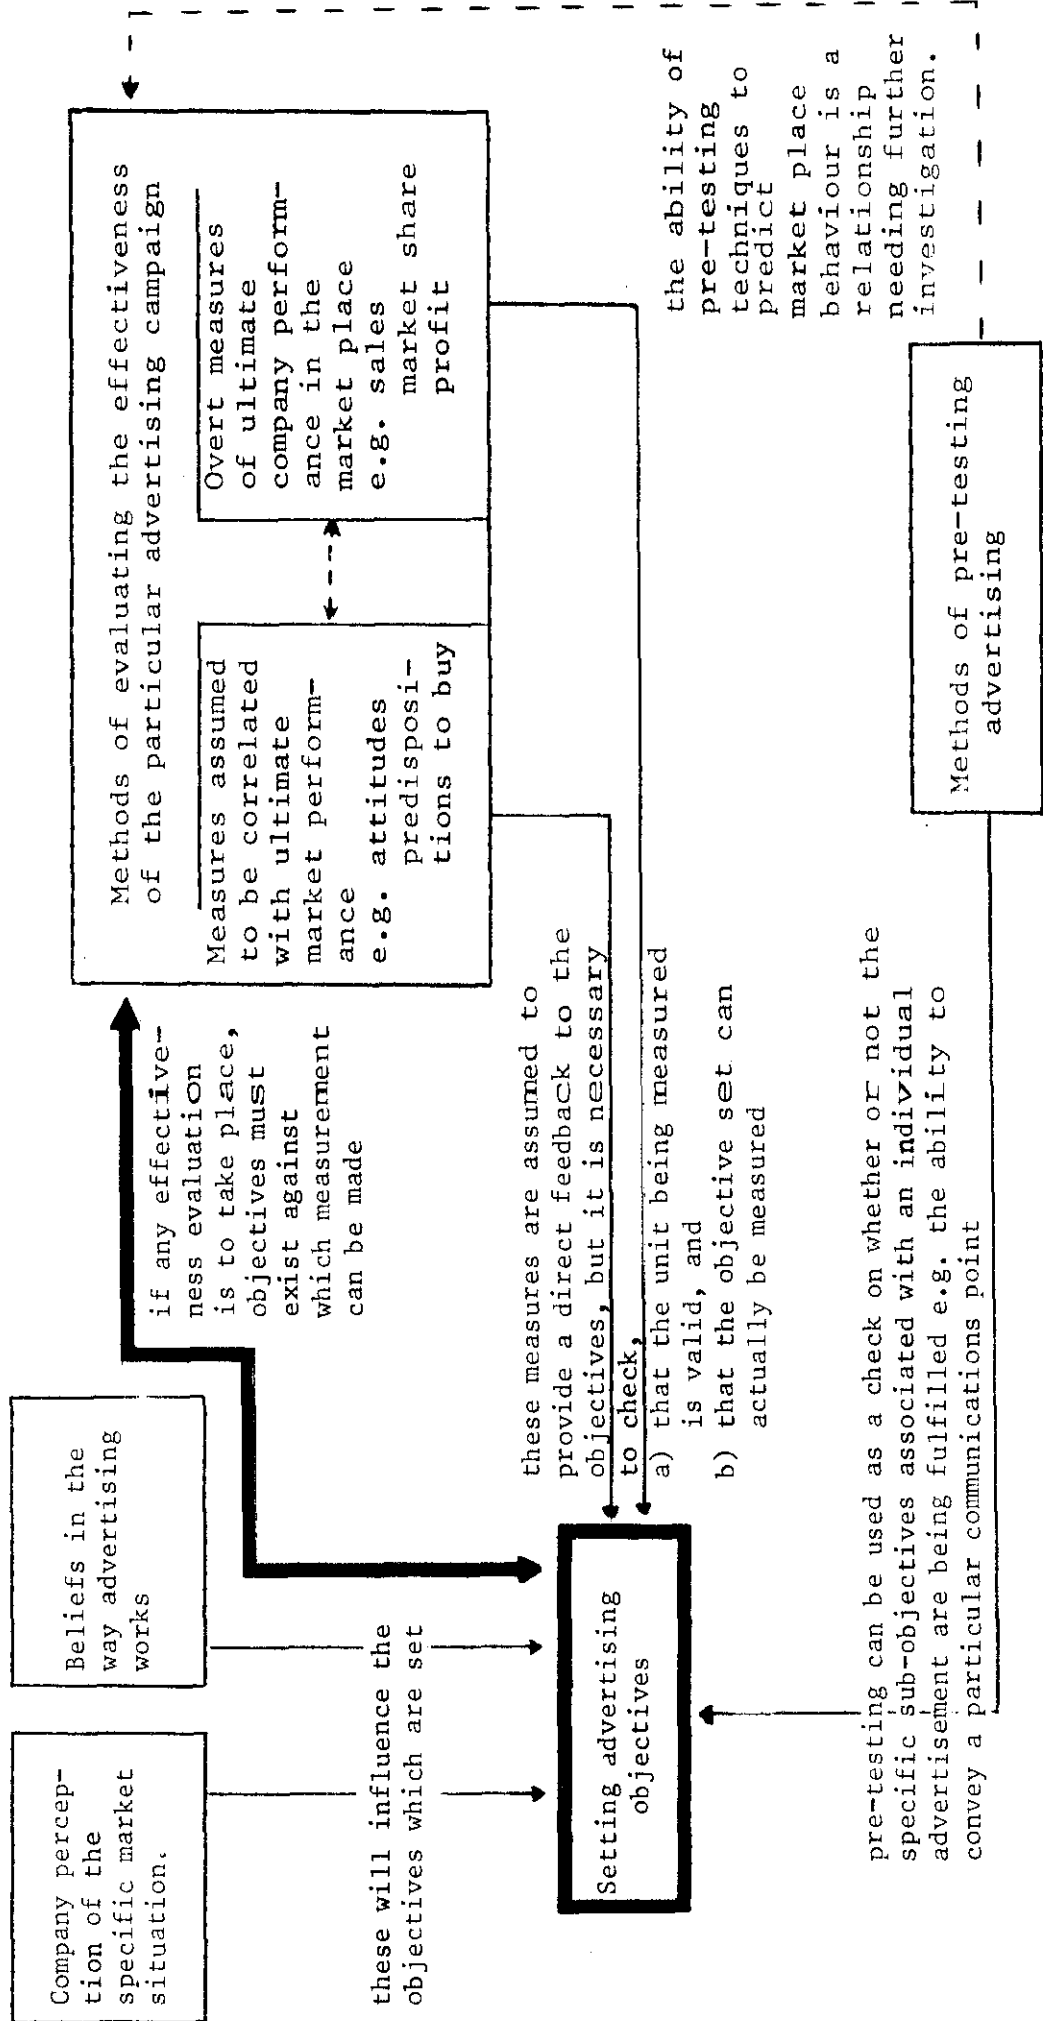 Company percep-
tion of the
specific market
situation.
Beliefs in the
way advertising
works
these will influence the
objectives which are set
if any effective-
ness evaluation
is to take place,
objectives must
exist against
which measurement
can be made
Methods of evaluating the effectiveness
of the particular advertising campaign
Measures assumed
to be correlated
with ultimate
market perform-
ance
e.g. attitudes
predisposi-
tions to buy
Overt measures
of ultimate
company perform-
ance in the
market place
e.g. sales
market share
profit
Setting advertising
objectives
these measures are assumed to
provide a direct feedback to the
objectives, but it is necessary
to check,
a) that the unit being measured
is valid, and
b) that the objective set can
actually be measured
the ability of
pre-testing
techniques to
predict
market place
behaviour is a
relationship
needing further
investigation.
pre-testing can be used as a check on whether or not the
specific sub-objectives associated with an individual
advertisement are being fulfilled e.g. the ability to
convey a particular communications point
Methods of pre-testing
advertising